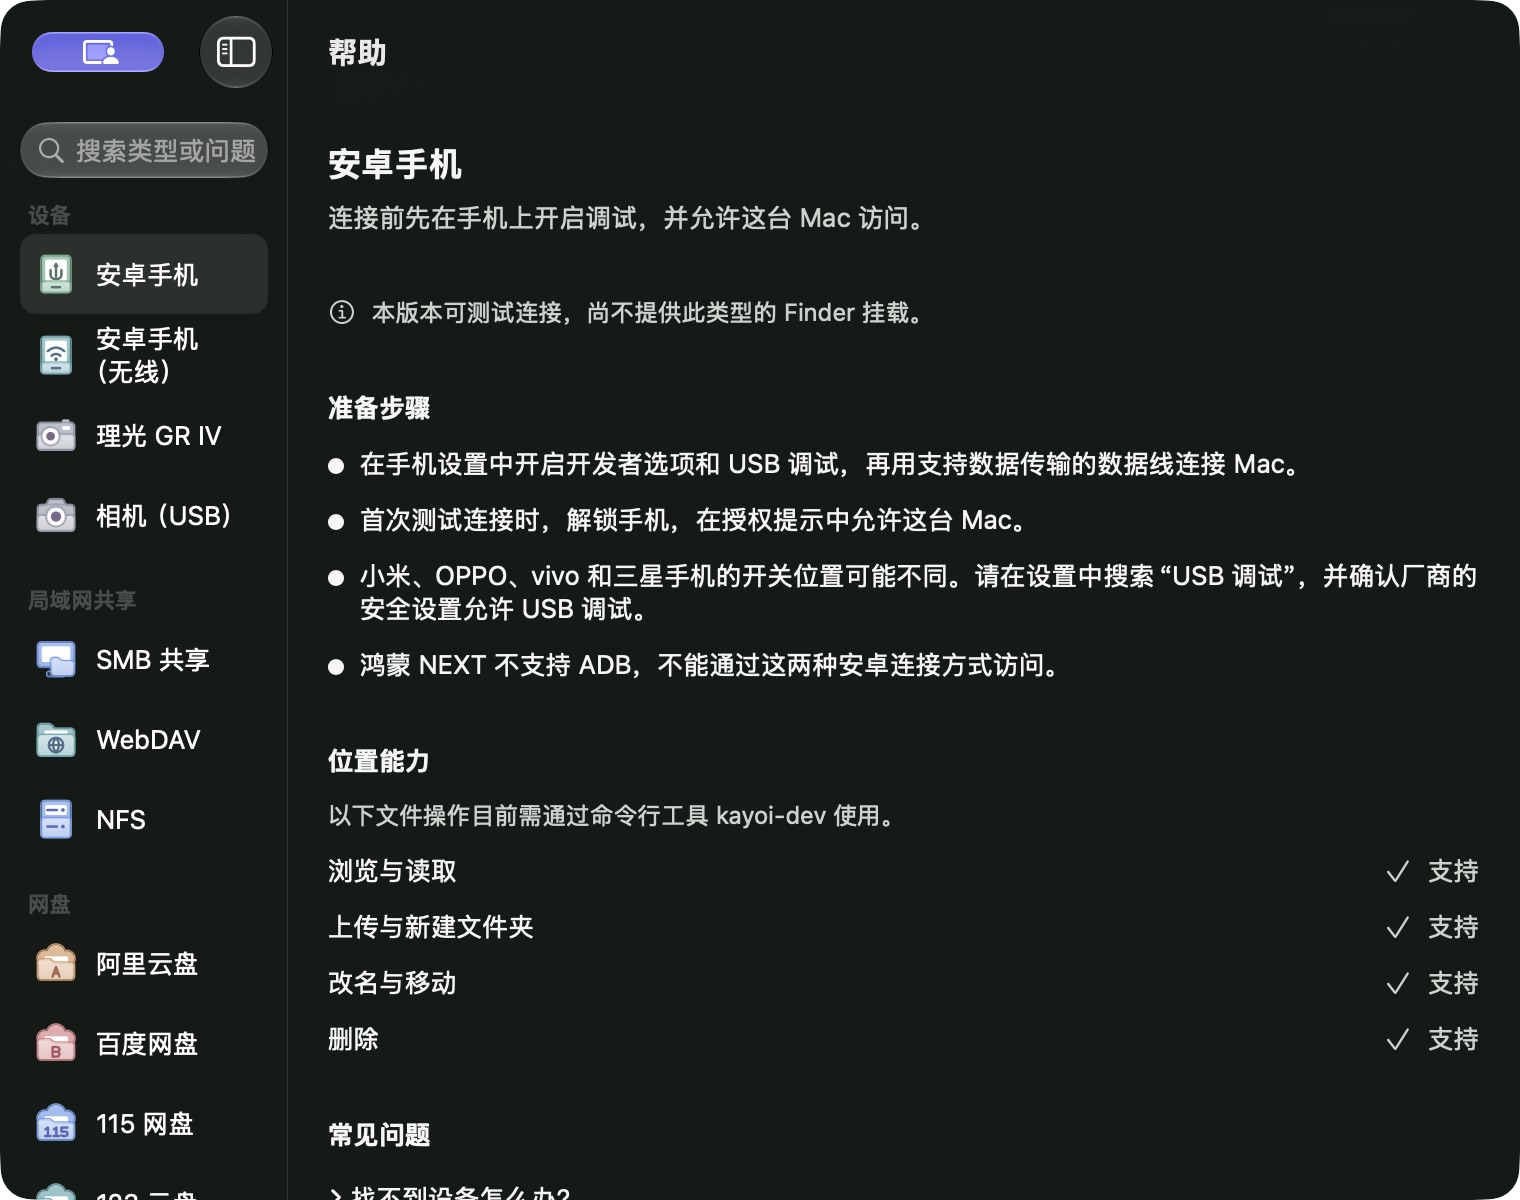 帮助
搜索类型或问题
设备
安卓手机
安卓手机
（无线）
理光 GR IV
相机（USB）
局域网共享
SMB 共享
WebDAV
NFS
网盘
A
阿里云盘
B
百度网盘
115
115 网盘
安卓手机
连接前先在手机上开启调试，并允许这台 Mac 访问。
本版本可测试连接，尚不提供此类型的 Finder 挂载。
准备步骤
在手机设置中开启开发者选项和 USB 调试，再用支持数据传输的数据线连接 Mac。
首次测试连接时，解锁手机，在授权提示中允许这台 Mac。
小米、OPPO、vivo 和三星手机的开关位置可能不同。请在设置中搜索 “USB 调试”，并确认厂商的
安全设置允许 USB 调试。
鸿蒙 NEXT 不支持 ADB，不能通过这两种安卓连接方式访问。
位置能力
以下文件操作目前需通过命令行工具 kayoi-dev 使用。
浏览与读取 支持
上传与新建文件夹 支持
改名与移动 支持
删除 支持
常见问题
找不到设备怎么办?